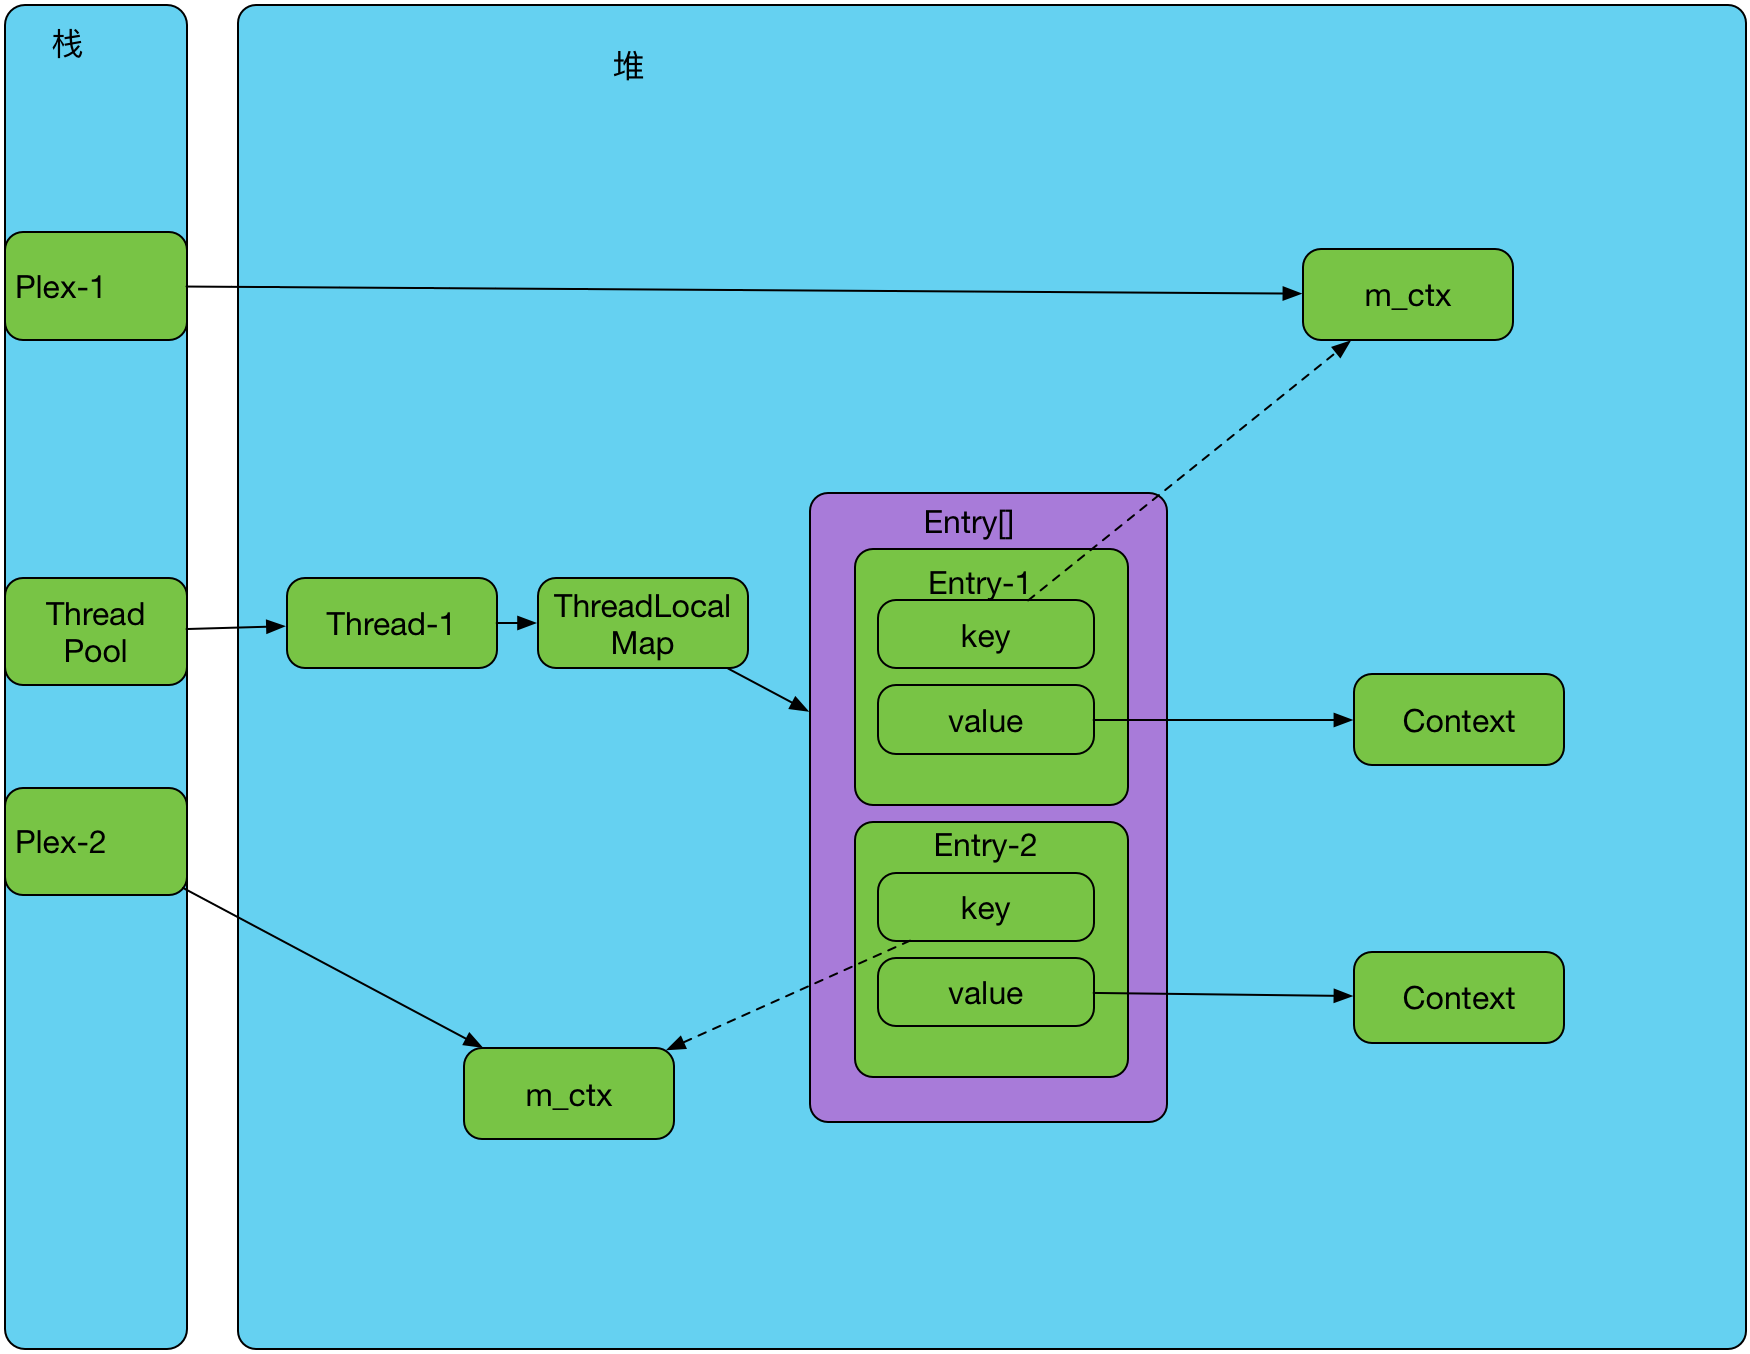 栈
堆
Plex-1
m_ctx
Entry[]
Entry-1
Thread
Pool
Thread-1
ThreadLocal
Map
key
value
Context
Plex-2
Entry-2
key
value
Context
m_ctx